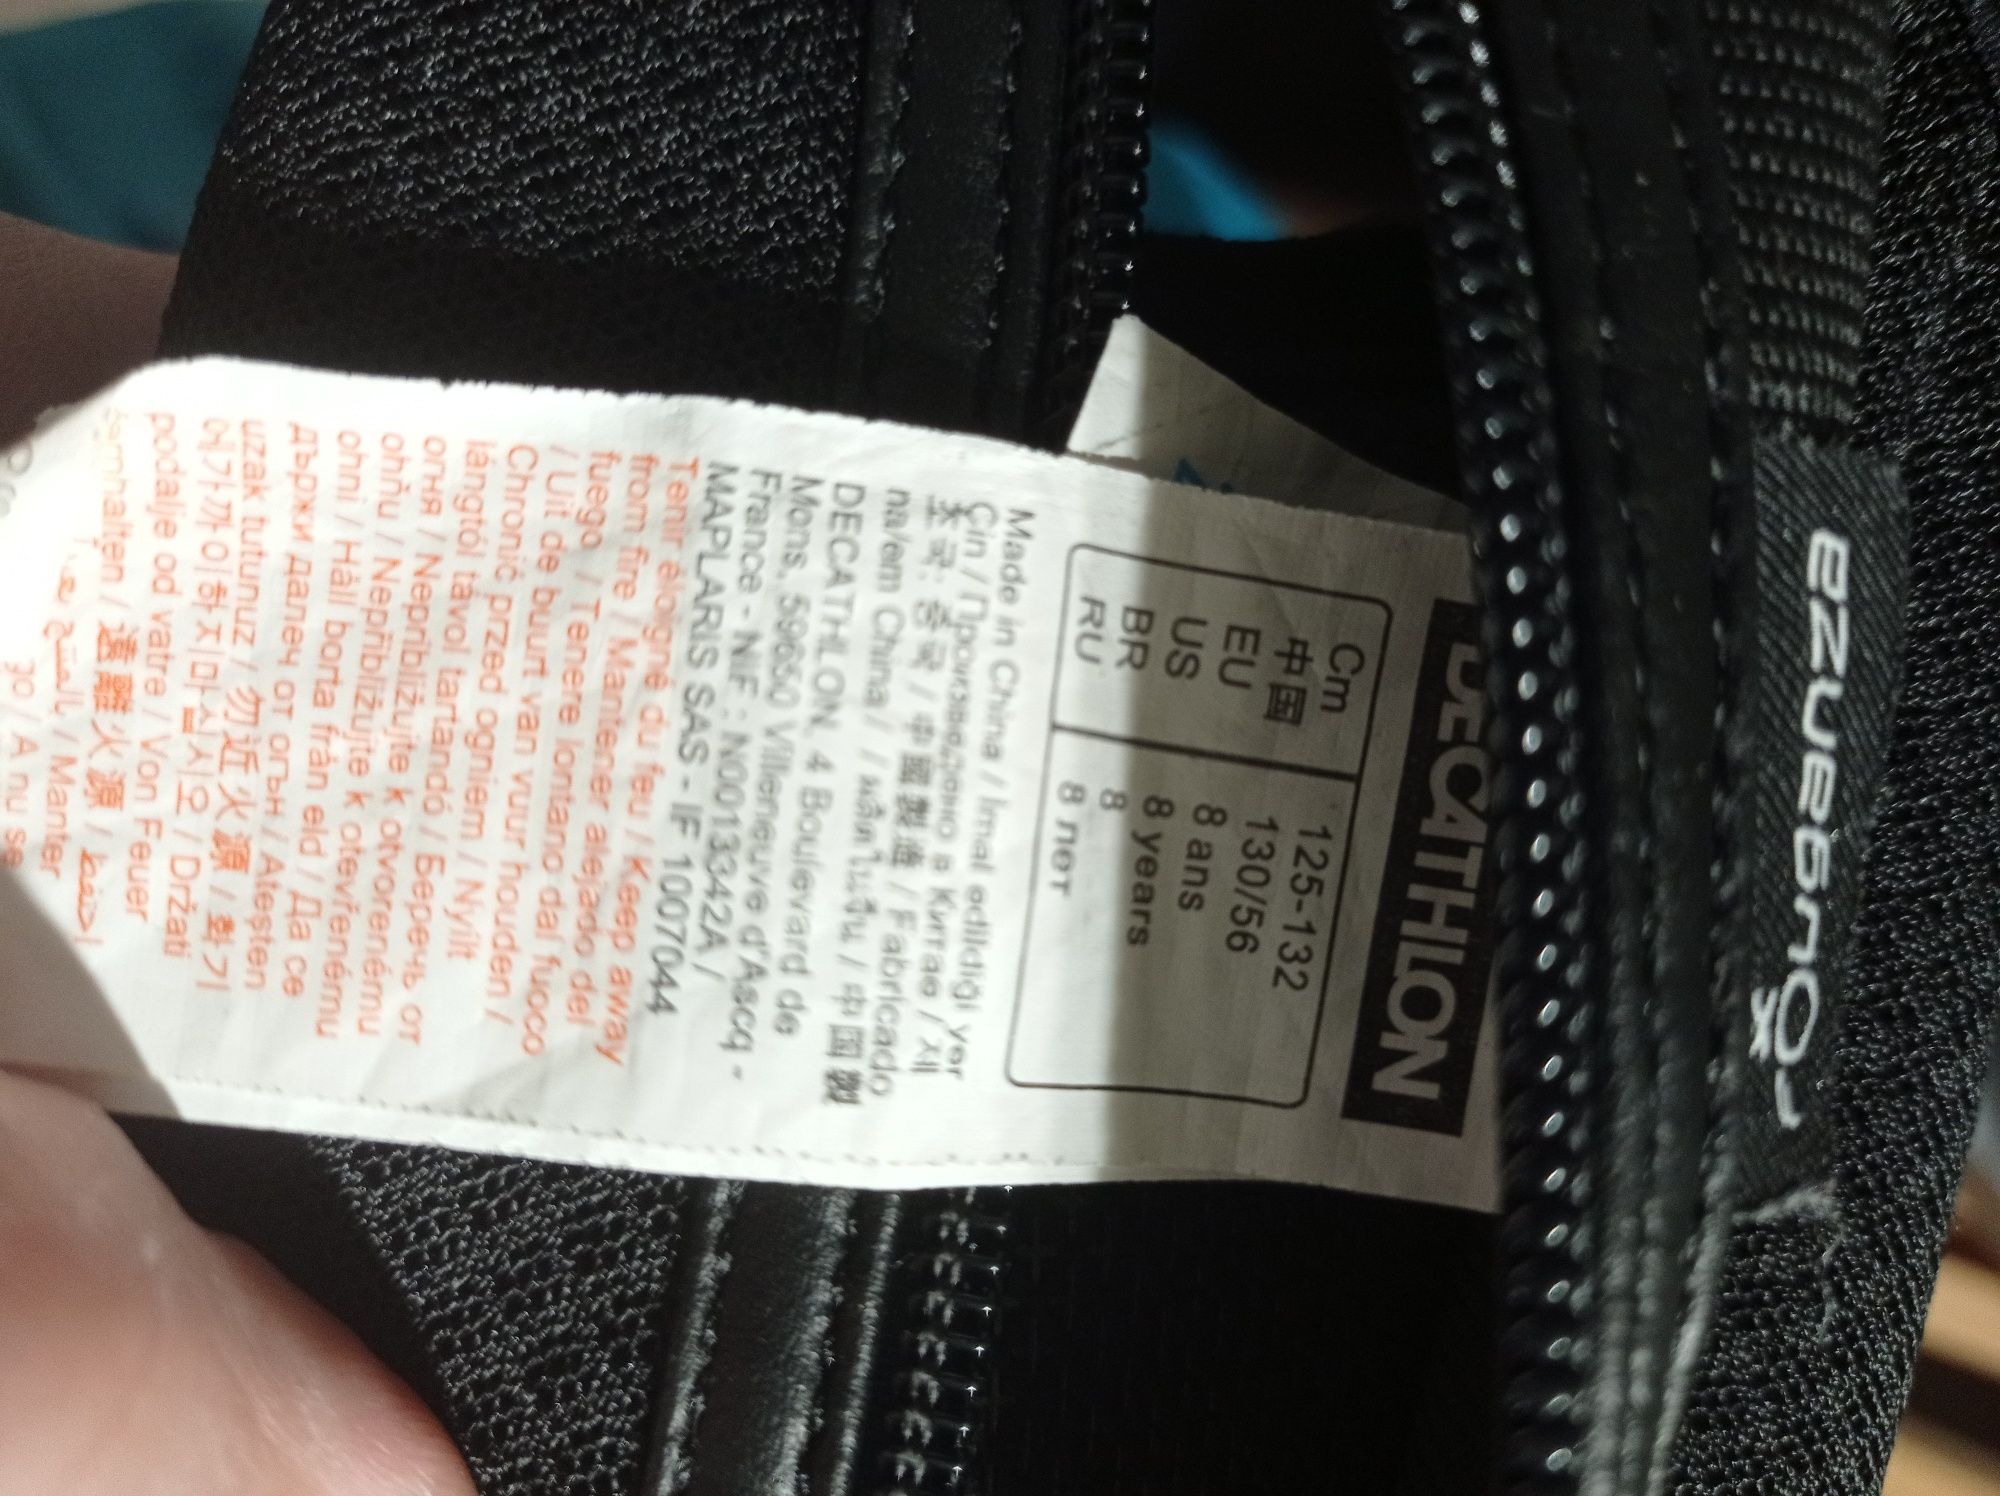 DECATHLON
Cm 125-132
中国 130/56
EU 8 ans
US 8 years
BR 8
RU 8 лет
Made in China / Imal edildiği yer
Çin / Произведено в Китае / 제
조국: 중국 / 中國製造 / Fabricado
na/em China / / ผลิตในจีน / 中国製
DECATHLON, 4 Boulevard de
Mons, 59650 Villeneuve d'Ascq -
France - NIF : N0013342A /
MAPLARIS SAS - IF 1007044
Tenir éloigné du feu / Keep away
from fire / Mantener alejado del
fuego / Tenere lontano dal fuoco
/ Uit de buurt van vuur houden /
Chronić przed ogniem / Nyílt
lángtól távol tartandó / Беречь от
огня / Nepribližujte k otvorenému
ohňu / Nepřibližujte k otevřenému
ohni / Håll borta från eld / Да се
държи далеч от огън / Ateşten
uzak tutunuz / 勿近火源 / 화기
에 가까이하지 마십시오 / Držati
podalje od vatre / Von Feuer
fernhalten / 遠離火源 / احتفظ
/ Manter
/ A nu se